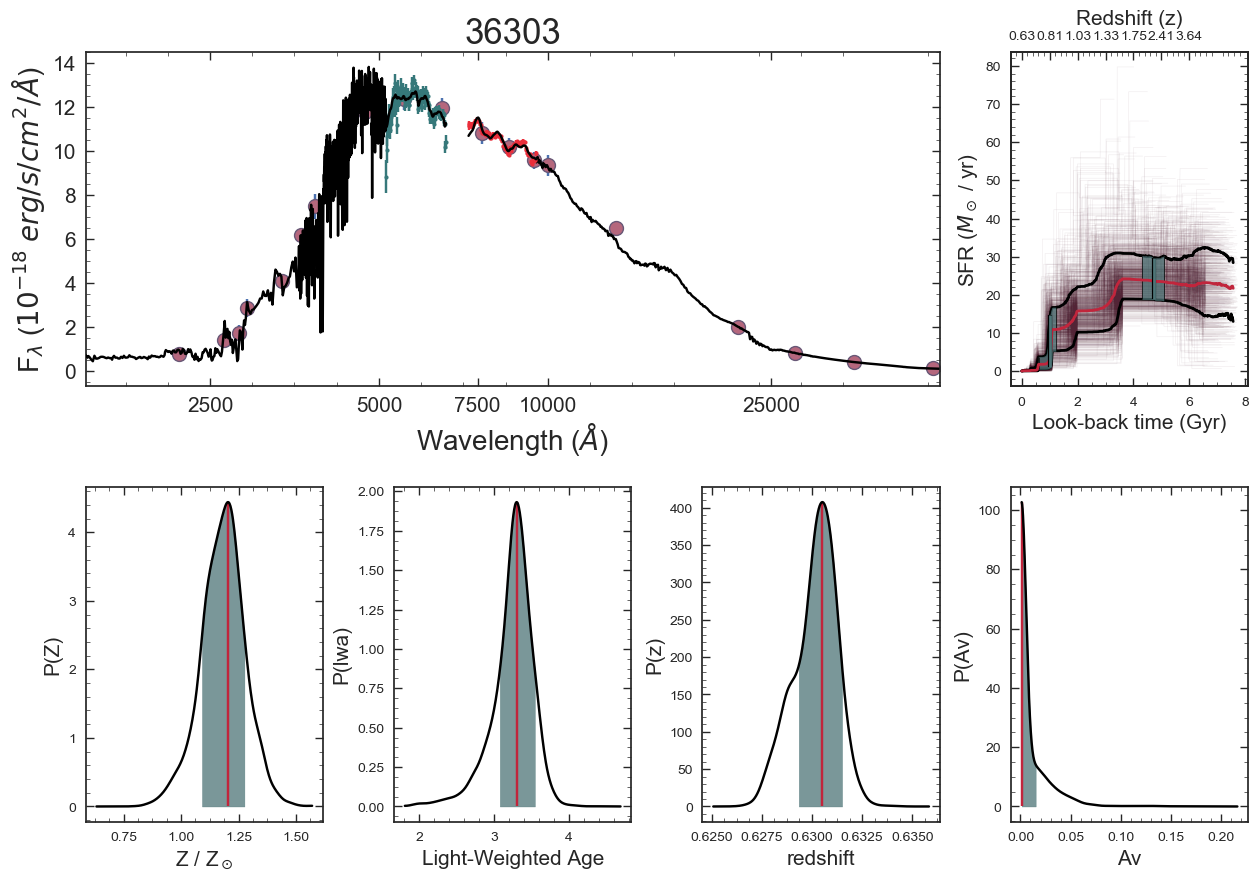 36303
F_λ (10^−18 erg/s/cm^2/Å)
14
12
10
8
6
4
2
0
2500 5000 7500 10000 25000
Wavelength (Å)
Redshift (z)
0.63 0.81 1.03 1.33 1.75 2.41 3.64
SFR (M_⊙ / yr)
80
70
60
50
40
30
20
10
0
0 2 4 6 8
Look-back time (Gyr)
P(Z)
4
3
2
1
0
0.75 1.00 1.25 1.50
Z / Z_⊙
P(lwa)
2.00
1.75
1.50
1.25
1.00
0.75
0.50
0.25
0.00
2 3 4
Light-Weighted Age
P(z)
400
350
300
250
200
150
100
50
0
0.6250 0.6275 0.6300 0.6325 0.6350
redshift
P(Av)
100
80
60
40
20
0
0.00 0.05 0.10 0.15 0.20
Av